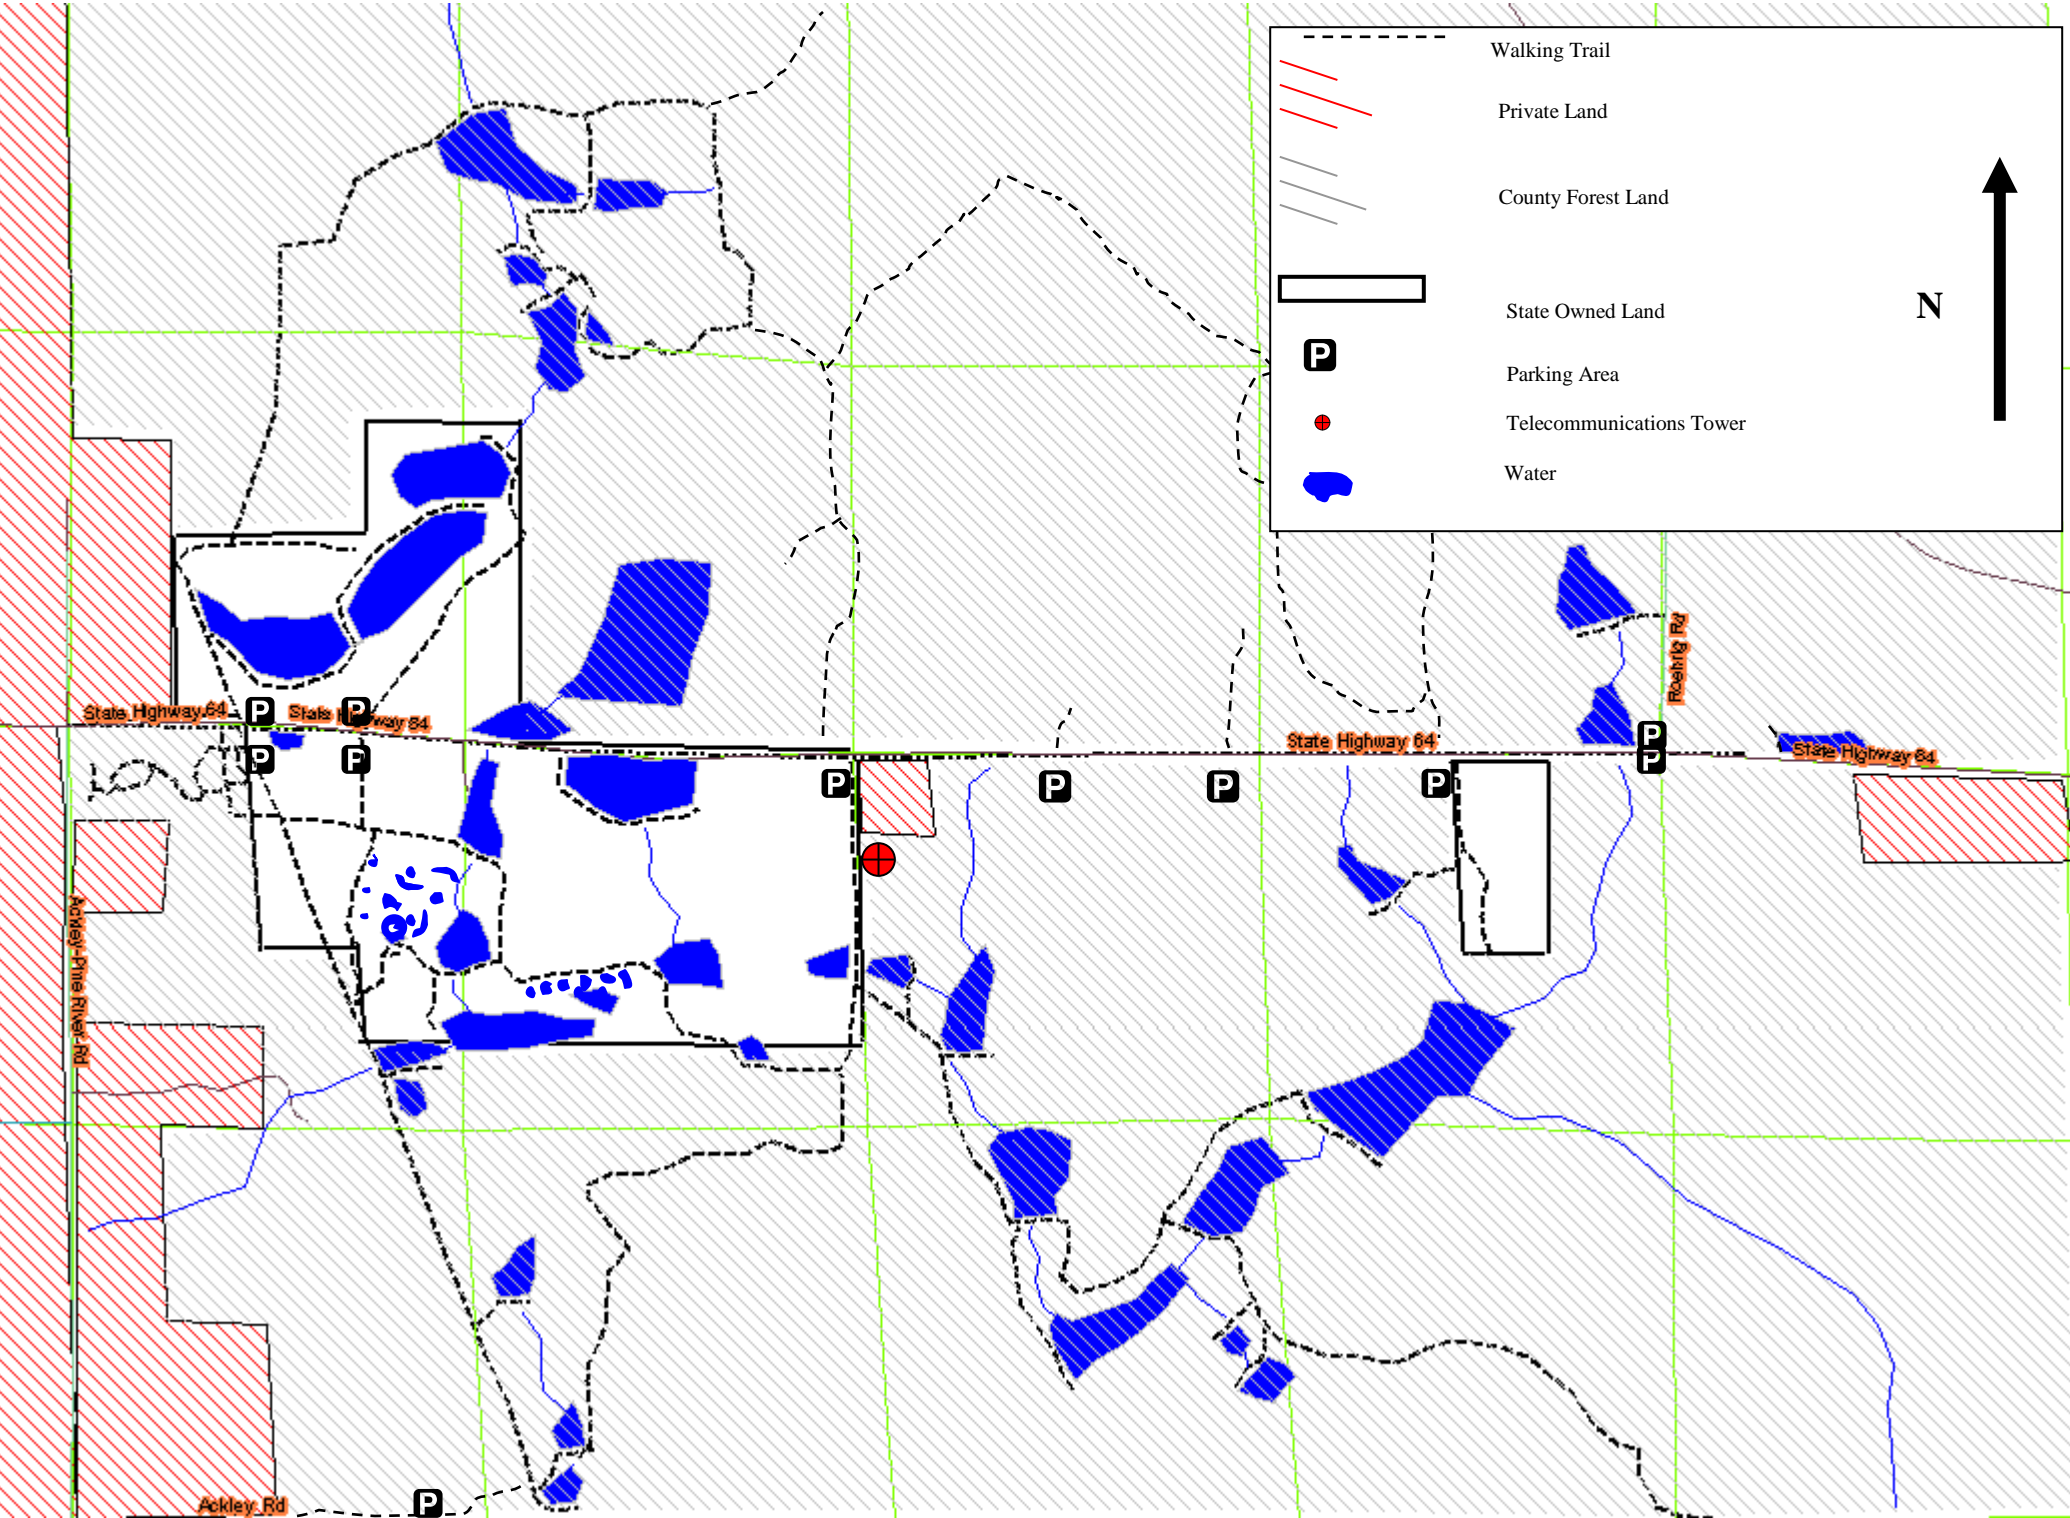 Walking Trail
Private Land
County Forest Land
N
State Owned Land
P
Parking Area
Telecommunications Tower
Water
Roehrig Rd
State Highway 64
P
State Highway 64
P
P
P
State Highway 64
P
P
State Highway 64
P
P
P
P
Ackley-Pine River Rd
Ackley Rd
P